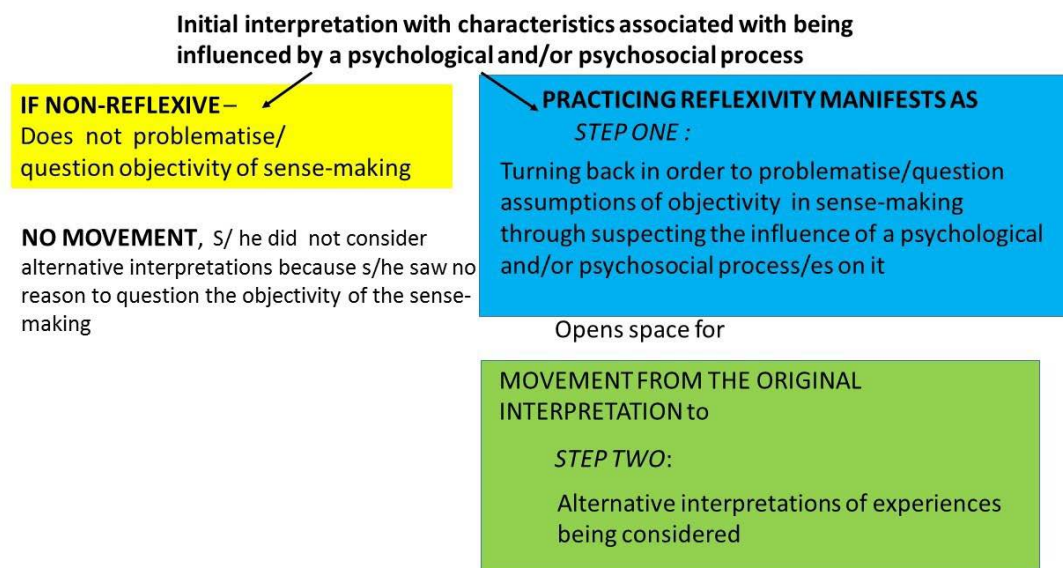 Initial interpretation with characteristics associated with being
influenced by a psychological and/or psychosocial process
IF NON-REFLEXIVE –
Does not problematise/
question objectivity of sense-making
NO MOVEMENT, S/ he did not consider
alternative interpretations because s/he saw no
reason to question the objectivity of the sense-
making
PRACTICING REFLEXIVITY MANIFESTS AS
STEP ONE :
Turning back in order to problematise/question
assumptions of objectivity in sense-making
through suspecting the influence of a psychological
and/or psychosocial process/es on it
Opens space for
MOVEMENT FROM THE ORIGINAL
INTERPRETATION to
STEP TWO:
Alternative interpretations of experiences
being considered